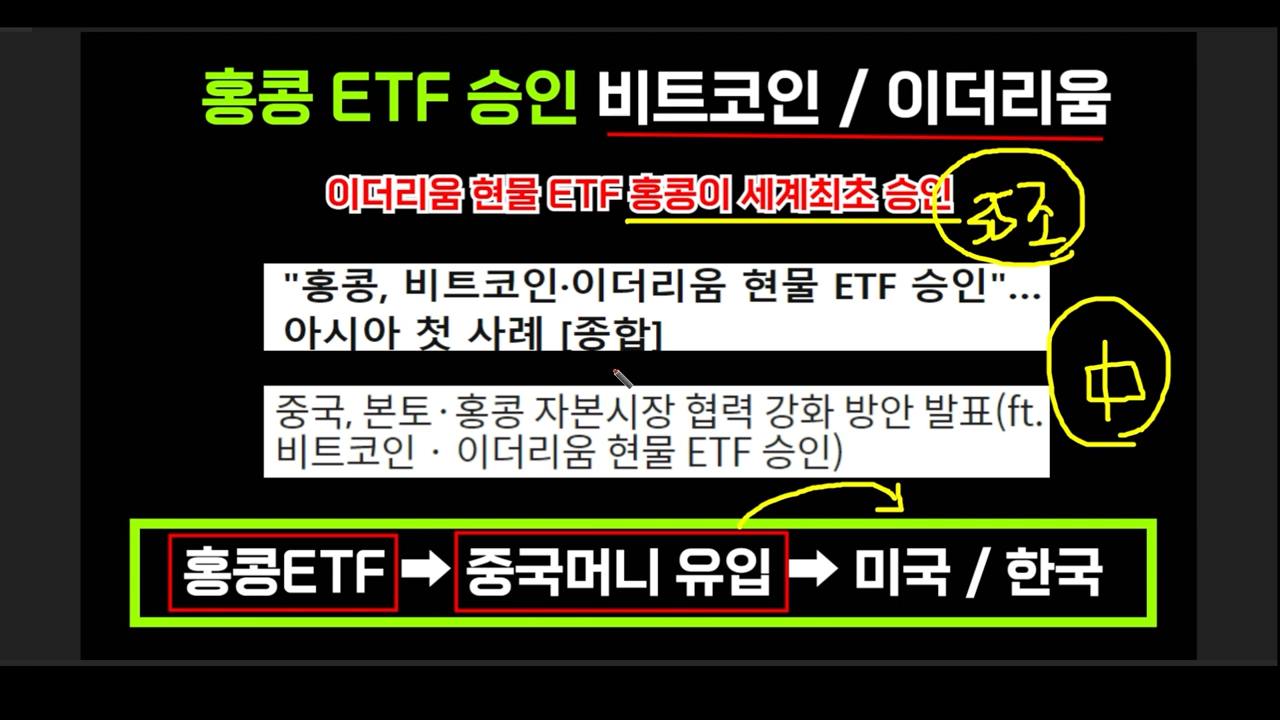 홍콩 ETF 승인 비트코인 / 이더리움
이더리움 현물 ETF 홍콩이 세계최초 승인
"홍콩, 비트코인·이더리움 현물 ETF 승인"...
아시아 첫 사례 [종합]
中
중국, 본토·홍콩 자본시장 협력 강화 방안 발표(ft.
비트코인 · 이더리움 현물 ETF 승인)
홍콩ETF ➡ 중국머니 유입 ➡ 미국 / 한국